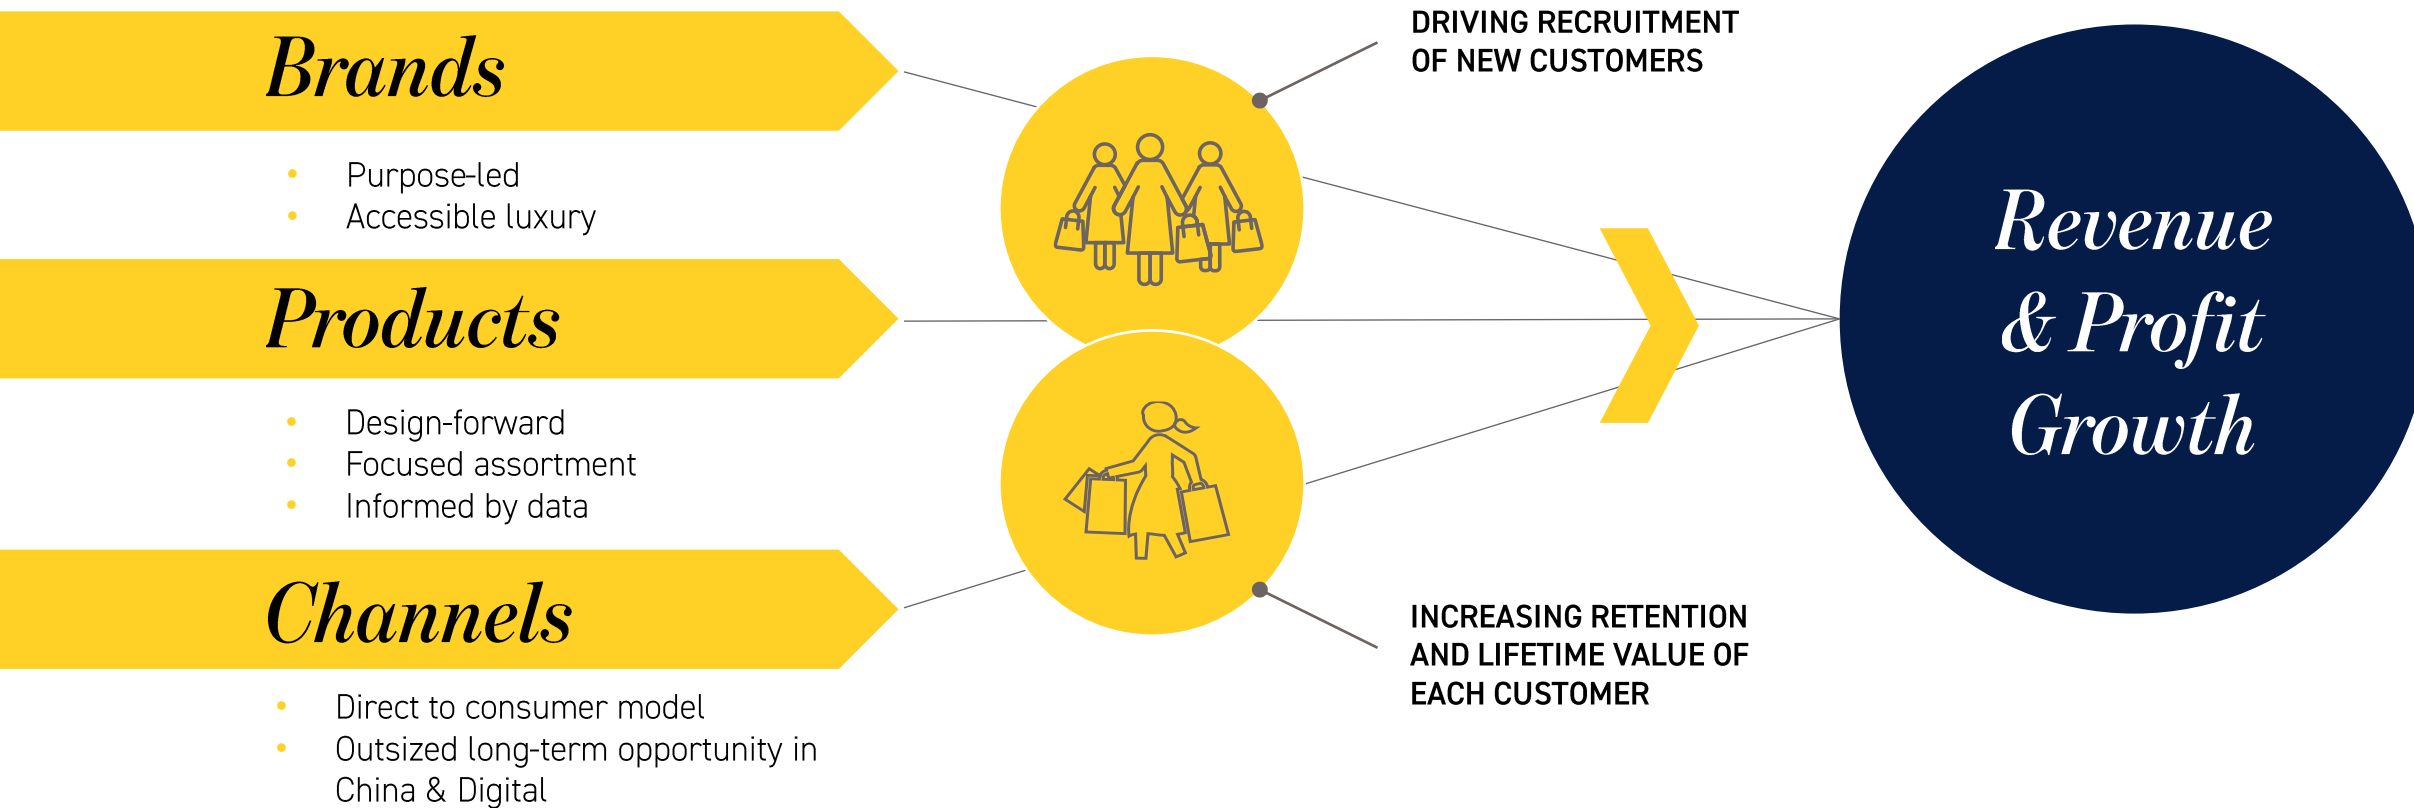 Brands
• Purpose-led
• Accessible luxury
Products
• Design-forward
• Focused assortment
• Informed by data
Channels
• Direct to consumer model
• Outsized long-term opportunity in
China & Digital
DRIVING RECRUITMENT
OF NEW CUSTOMERS
INCREASING RETENTION
AND LIFETIME VALUE OF
EACH CUSTOMER
Revenue
& Profit
Growth